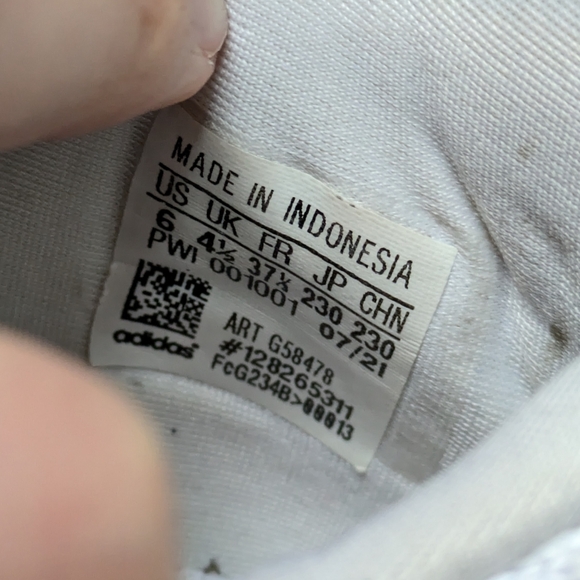 MADE IN INDONESIA
US UK FR JP CHN
6 4½ 37⅓ 230 230
PWI 001001 07/21
ART G58478
#128265311
FcG234B>00013
adidas